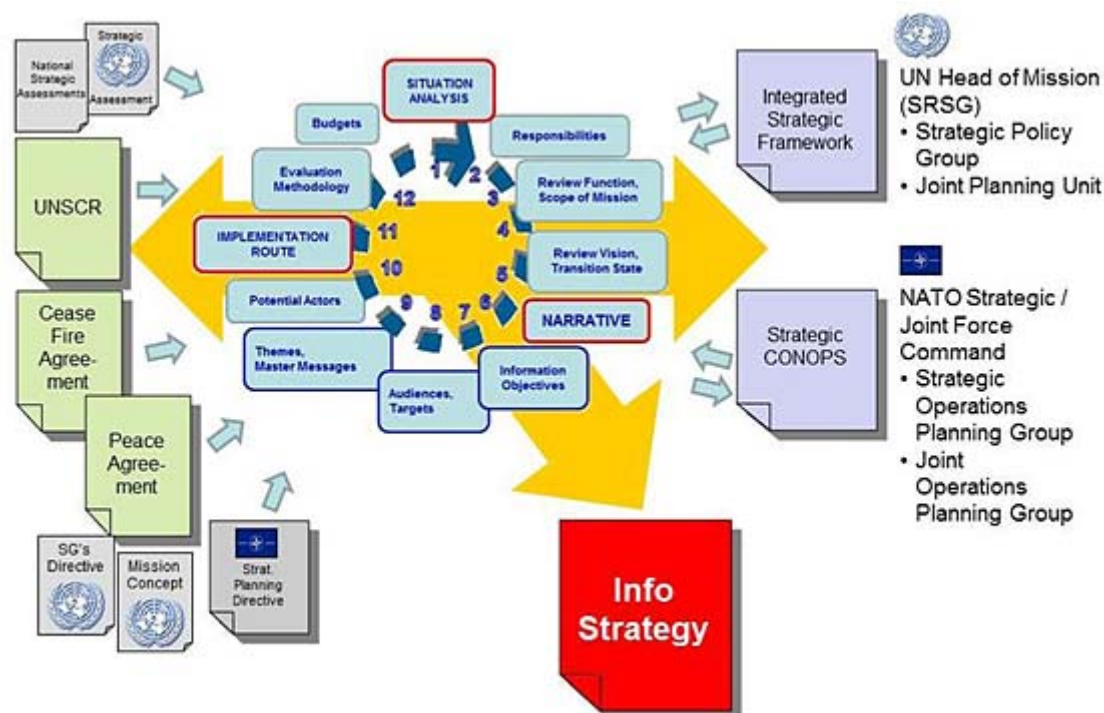 National
Strategic
Assessments
Strategic
Assessment
UNSCR
Cease
Fire
Agree-
ment
Peace
Agree-
ment
SG's
Directive
Mission
Concept
Strat.
Planning
Directive
SITUATION
ANALYSIS
Responsibilities
Review Function,
Scope of Mission
Review Vision,
Transition State
NARRATIVE
Information
Objectives
Audiences,
Targets
Themes,
Master Messages
Potential Actors
IMPLEMENTATION
ROUTE
Evaluation
Methodology
Budgets
1
2
3
4
5
6
7
8
9
10
11
12
Info
Strategy
Integrated
Strategic
Framework
Strategic
CONOPS
UN Head of Mission
(SRSG)
• Strategic Policy
Group
• Joint Planning Unit
NATO Strategic /
Joint Force
Command
• Strategic
Operations
Planning Group
• Joint
Operations
Planning Group